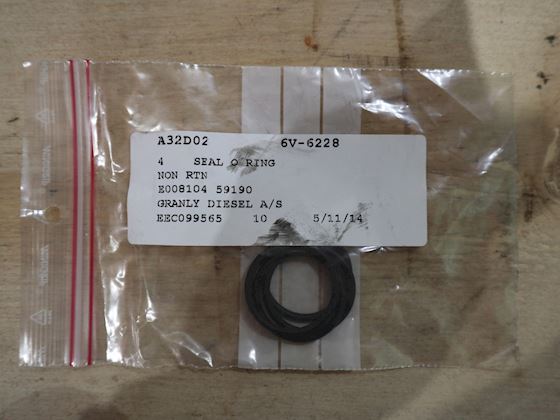 A32D02 6V-6228
4 SEAL O RING
NON RTN
E008104 59190
GRANLY DIESEL A/S
EEC099565 10 5/11/14